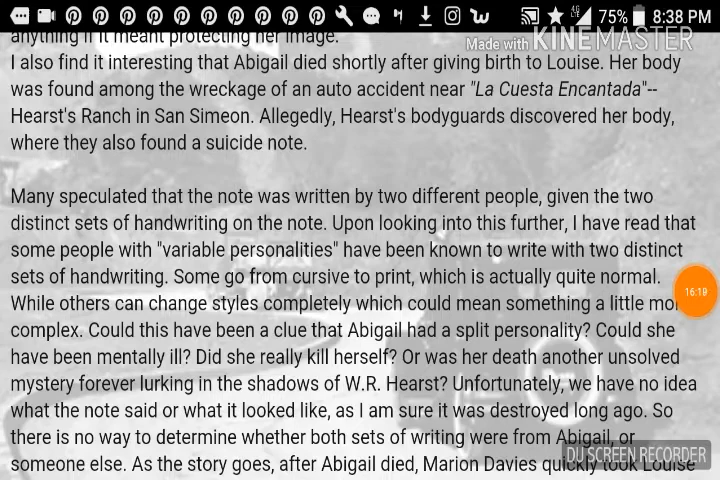 75% 8:38 PM
anything if it meant protecting her image.
Made with KINEMASTER
I also find it interesting that Abigail died shortly after giving birth to Louise. Her body
was found among the wreckage of an auto accident near "La Cuesta Encantada"--
Hearst's Ranch in San Simeon. Allegedly, Hearst's bodyguards discovered her body,
where they also found a suicide note.
Many speculated that the note was written by two different people, given the two
distinct sets of handwriting on the note. Upon looking into this further, I have read that
some people with "variable personalities" have been known to write with two distinct
sets of handwriting. Some go from cursive to print, which is actually quite normal.
16:19
While others can change styles completely which could mean something a little mor
complex. Could this have been a clue that Abigail had a split personality? Could she
have been mentally ill? Did she really kill herself? Or was her death another unsolved
mystery forever lurking in the shadows of W.R. Hearst? Unfortunately, we have no idea
what the note said or what it looked like, as I am sure it was destroyed long ago. So
there is no way to determine whether both sets of writing were from Abigail, or
DU SCREEN RECORDER
someone else. As the story goes, after Abigail died, Marion Davies quickly took Louise